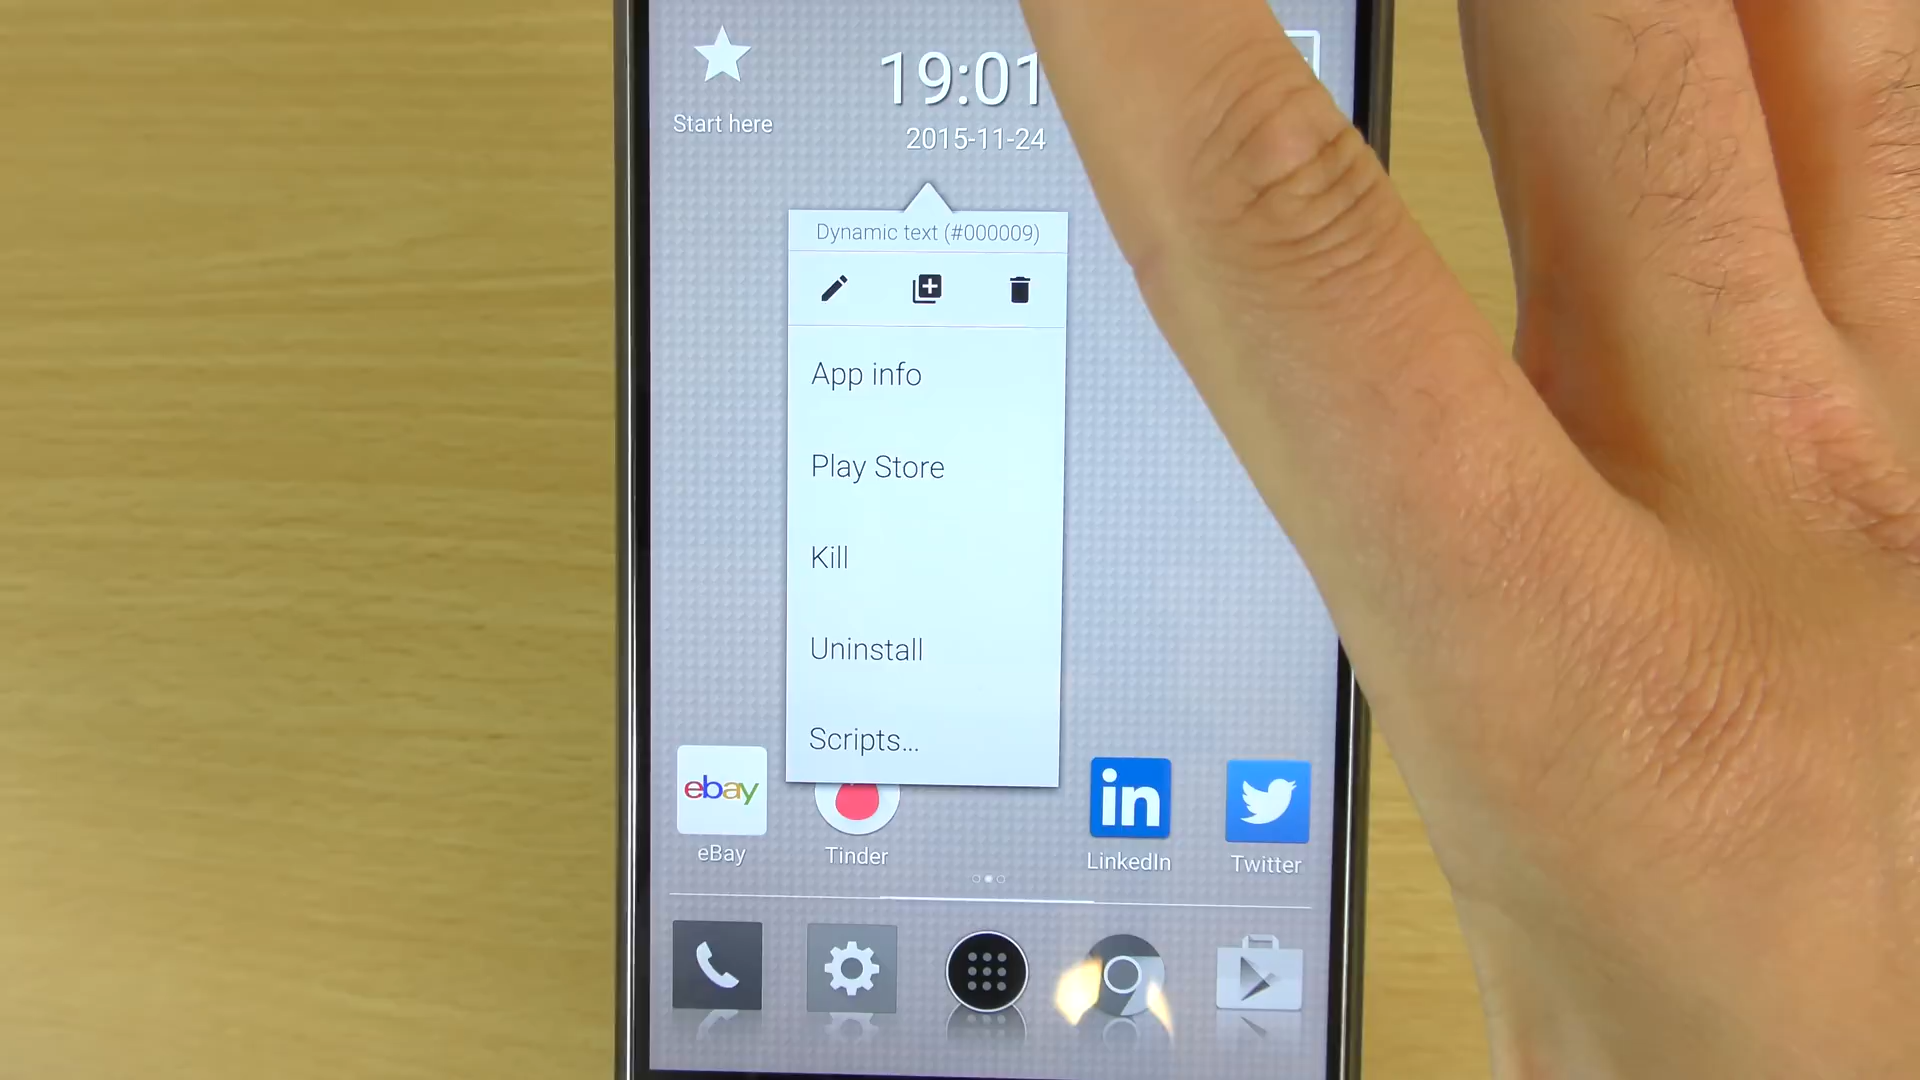 19:01
Start here
2015-11-24
Dynamic text (#000009)
App info
Play Store
Kill
Uninstall
Scripts...
ebay
in
eBay
Tinder
LinkedIn
Twitter